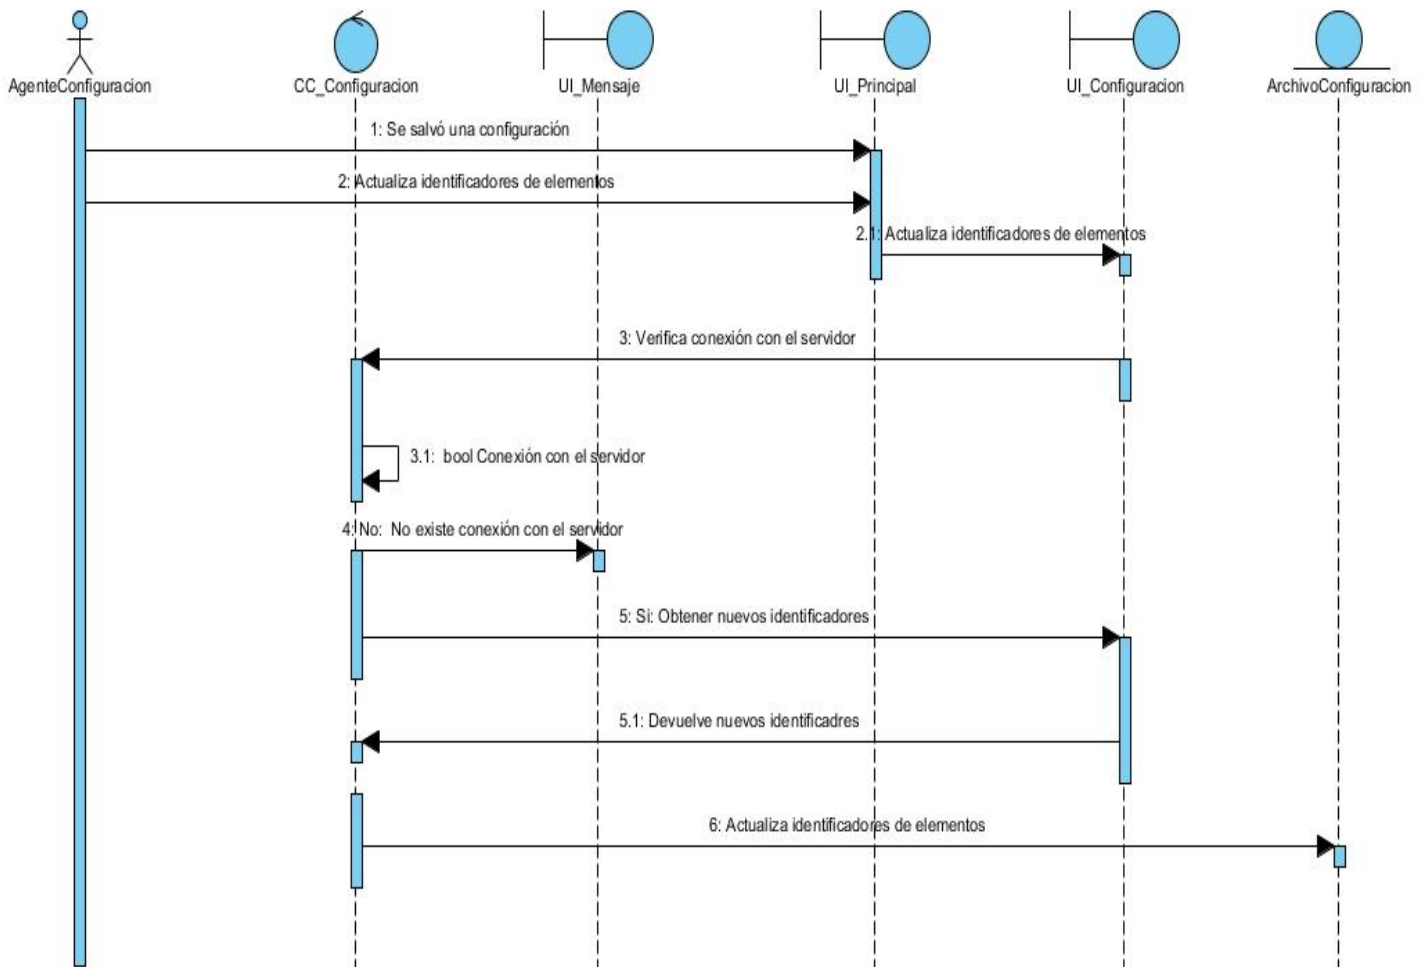 AgenteConfiguracion
CC_Configuracion
UI_Mensaje
UI_Principal
UI_Configuracion
ArchivoConfiguracion
1: Se salvó una configuración
2: Actualiza identificadores de elementos
2.1: Actualiza identificadores de elementos
3: Verifica conexión con el servidor
3.1: bool Conexión con el servidor
4: No: No existe conexión con el servidor
5: Si: Obtener nuevos identificadores
5.1: Devuelve nuevos identificadres
6: Actualiza identificadores de elementos